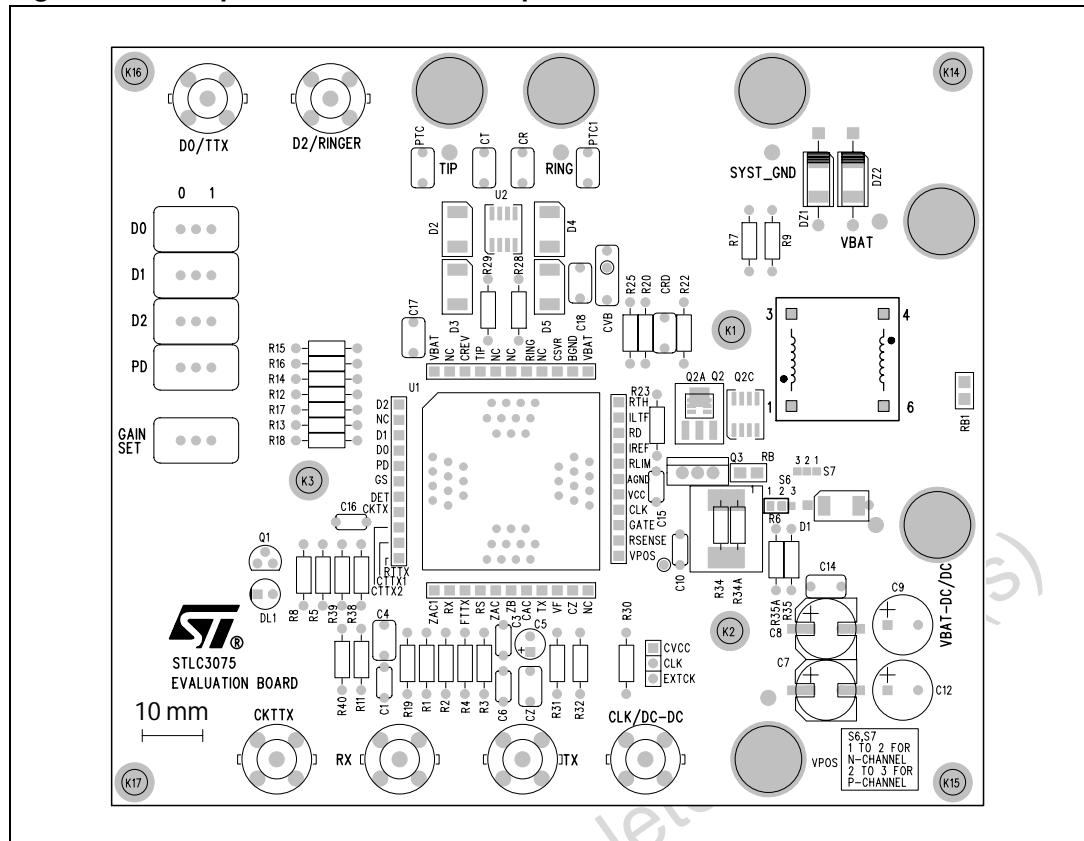 K16
K14
D0/TTX
D2/RINGER
PTC
CT
CR
PTC1
TIP
RING
SYST_GND
DZ1
DZ2
VBAT
0 1
D0
D1
D2
PD
GAIN
SET
U2
D2
D4
R29
R28
D3
D5
C17
C18
CVB
R7
R9
R25
R20
CRD
R22
K1
3
4
1
6
RB1
R15
R16
R14
R12
R17
R13
R18
VBAT
NC
CREV
TIP
NC
NC
RING
NC
CSVR
BGND
VBAT
U1
D2
NC
D1
D0
PD
GS
DET
CKTX
RTTX
CTTX1
CTTX2
R23
RTH
ILTF
RD
IREF
RLIM
AGND
VCC
CLK
GATE
RSENSE
VPOS
Q2A
Q2
Q2C
Q3
RB
1
3 2 1
S7
S6
1 2 3
K3
C16
C15
C10
R34
R34A
R6
D1
R35A
R35
Q1
DL1
R8
R5
R39
R38
C14
C9
C8
C7
C12
VBAT-DC/DC
ZAC1
RX
FTTX
RS
ZAC
ZB
CAC
TX
VF
CZ
NC
C4
C3
C5
R30
K2
CVCC
CLK
EXTCK
ST®
STLC3075
EVALUATION BOARD
10 mm
R40
R11
C1
R19
R1
R2
R4
R3
C6
CZ
R31
R32
CKTTX
RX
TX
CLK/DC-DC
VPOS
S6,S7
1 TO 2 FOR
N-CHANNEL
2 TO 3 FOR
P-CHANNEL
K17
K15